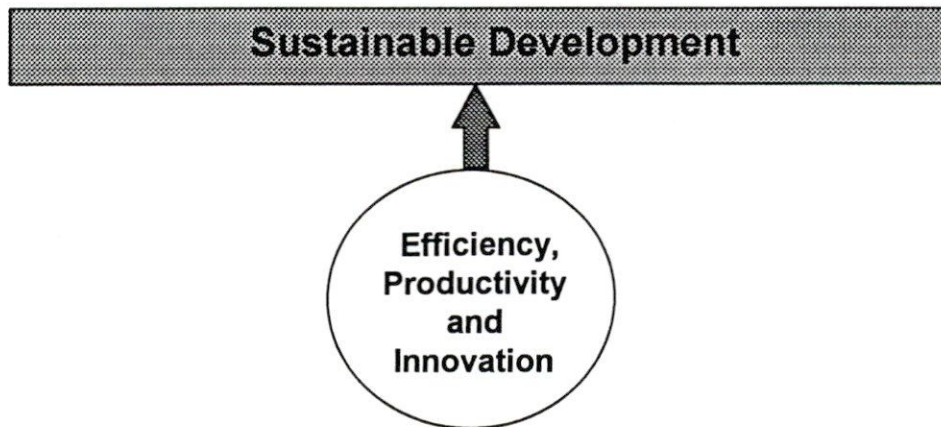 Sustainable Development
Efficiency,
Productivity
and
Innovation